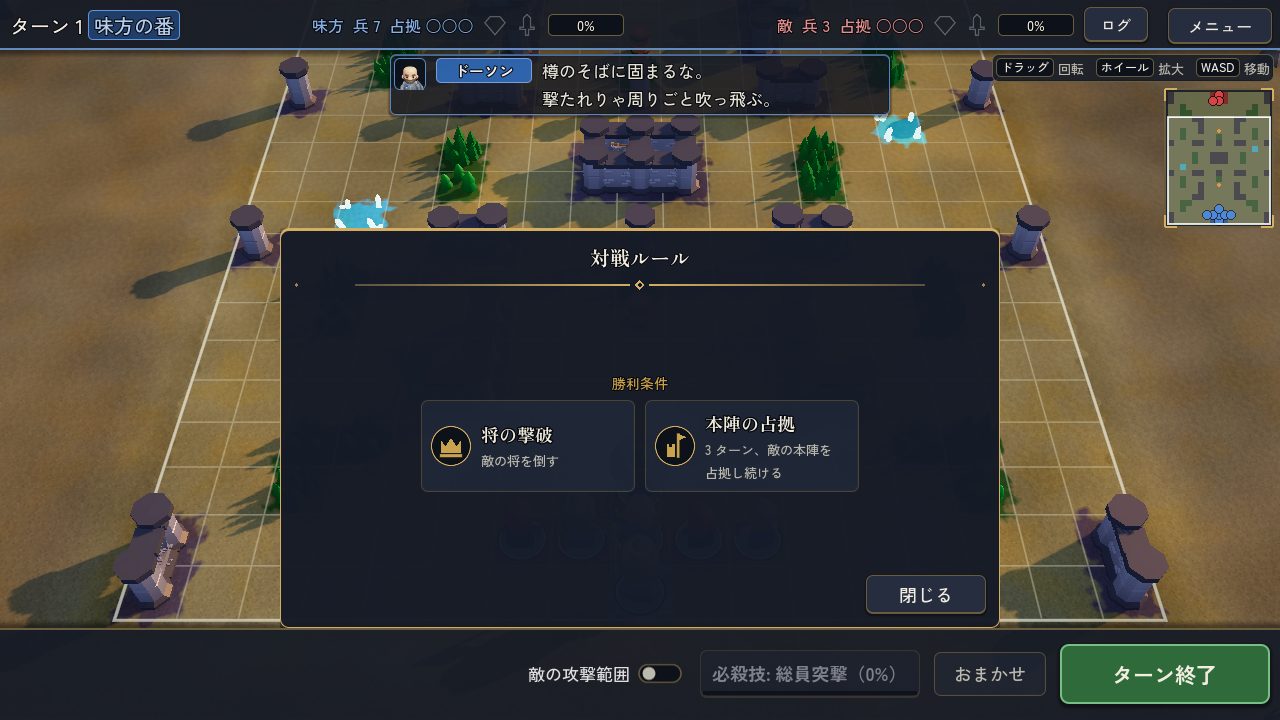 ターン 1 味方の番
味方 兵 7 占拠 〇〇〇 0%
敵 兵 3 占拠 〇〇〇 0%
ログ
メニュー
ドーソン
樽のそばに固まるな。
撃たれりゃ周りごと吹っ飛ぶ。
ドラッグ 回転 ホイール 拡大 WASD 移動
対戦ルール
勝利条件
将の撃破
敵の将を倒す
本陣の占拠
3 ターン、敵の本陣を
占拠し続ける
閉じる
敵の攻撃範囲
必殺技: 総員突撃（0%）
おまかせ
ターン終了